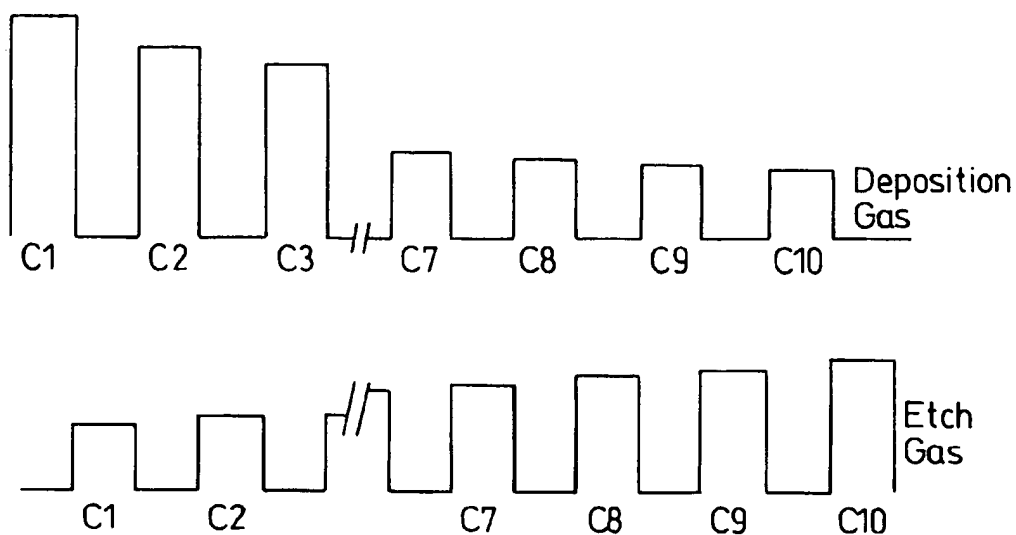 Deposition
Gas
C1 C2 C3 C7 C8 C9 C10
Etch
Gas
C1 C2 C7 C8 C9 C10